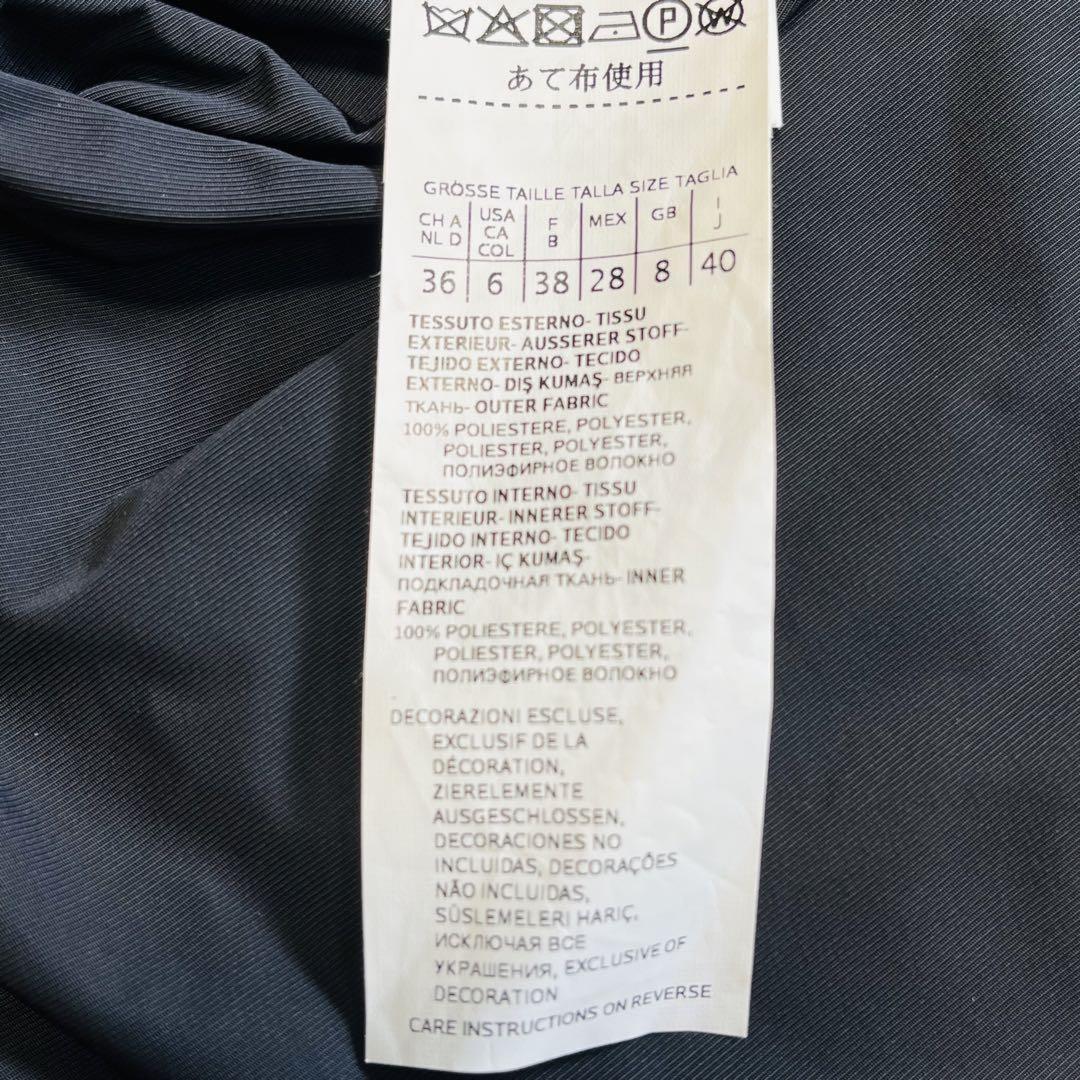 P W
あて布使用
GRÖSSE TAILLE TALLA SIZE TAGLIA
CH A NL D | USA CA COL | F B | MEX | GB | I J
36 | 6 | 38 | 28 | 8 | 40
TESSUTO ESTERNO- TISSU
EXTERIEUR- AUSSERER STOFF-
TEJIDO EXTERNO- TECIDO
EXTERNO- DIŞ KUMAŞ- ВЕРХНЯЯ
ТКАНЬ- OUTER FABRIC
100% POLIESTERE, POLYESTER,
POLIESTER, POLYESTER,
ПОЛИЭФИРНОЕ ВОЛОКНО
TESSUTO INTERNO- TISSU
INTERIEUR- INNERER STOFF-
TEJIDO INTERNO- TECIDO
INTERIOR- IÇ KUMAŞ-
ПОДКЛАДОЧНАЯ ТКАНЬ- INNER
FABRIC
100% POLIESTERE, POLYESTER,
POLIESTER, POLYESTER,
ПОЛИЭФИРНОЕ ВОЛОКНО
DECORAZIONI ESCLUSE,
EXCLUSIF DE LA
DÉCORATION,
ZIERELEMENTE
AUSGESCHLOSSEN,
DECORACIONES NO
INCLUIDAS, DECORAÇÕES
NÃO INCLUIDAS,
SÜSLEMELERI HARIÇ,
ИСКЛЮЧАЯ ВСЕ
УКРАШЕНИЯ, EXCLUSIVE OF
DECORATION
CARE INSTRUCTIONS ON REVERSE